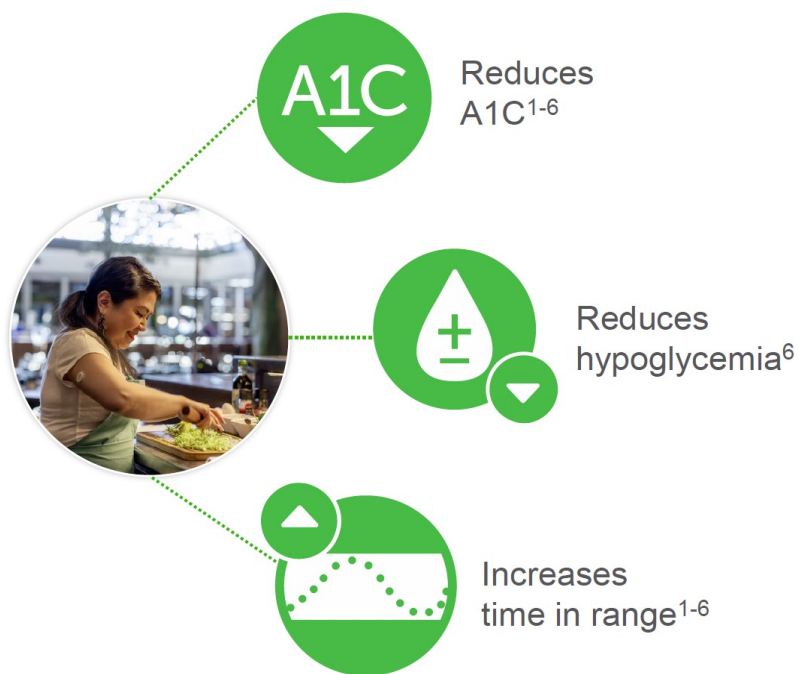 A1C
Reduces
A1C¹⁻⁶
+
−
Reduces
hypoglycemia⁶
Increases
time in range¹⁻⁶